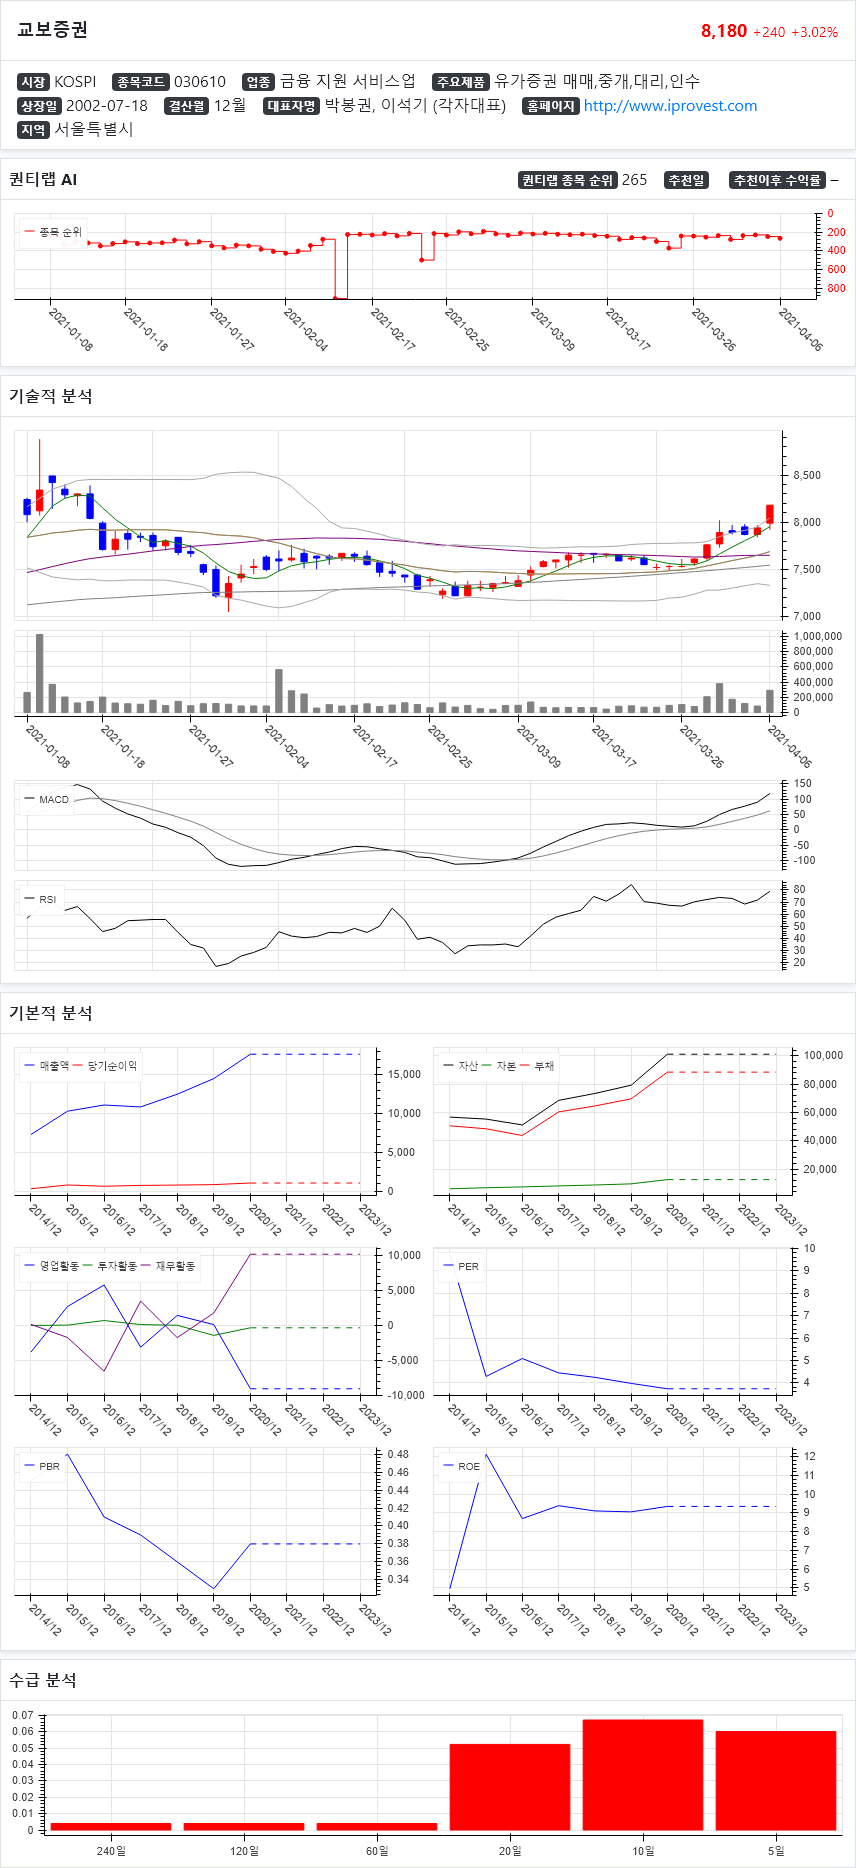 교보증권
8,180 +240 +3.02%
시장 KOSPI 종목코드 030610 업종 금융 지원 서비스업 주요제품 유가증권 매매,중개,대리,인수
상장일 2002-07-18 결산월 12월 대표자명 박봉권, 이석기 (각자대표) 홈페이지 http://www.iprovest.com
지역 서울특별시
퀀티랩 AI
퀀티랩 종목 순위 265 추천일 추천이후 수익률 –
종목 순위
0
200
400
600
800
2021-01-08 2021-01-18 2021-01-27 2021-02-04 2021-02-17 2021-02-25 2021-03-09 2021-03-17 2021-03-26 2021-04-06
기술적 분석
8,500
8,000
7,500
7,000
1,000,000
800,000
600,000
400,000
200,000
0
2021-01-08 2021-01-18 2021-01-27 2021-02-04 2021-02-17 2021-02-25 2021-03-09 2021-03-17 2021-03-26 2021-04-06
MACD
150
100
50
0
-50
-100
RSI
80
70
60
50
40
30
20
기본적 분석
매출액 당기순이익
15,000
10,000
5,000
0
2014/12 2015/12 2016/12 2017/12 2018/12 2019/12 2020/12 2021/12 2022/12 2023/12
자산 자본 부채
100,000
80,000
60,000
40,000
20,000
2014/12 2015/12 2016/12 2017/12 2018/12 2019/12 2020/12 2021/12 2022/12 2023/12
영업활동 투자활동 재무활동
10,000
5,000
0
-5,000
-10,000
2014/12 2015/12 2016/12 2017/12 2018/12 2019/12 2020/12 2021/12 2022/12 2023/12
PER
10
9
8
7
6
5
4
2014/12 2015/12 2016/12 2017/12 2018/12 2019/12 2020/12 2021/12 2022/12 2023/12
PBR
0.48
0.46
0.44
0.42
0.40
0.38
0.36
0.34
2014/12 2015/12 2016/12 2017/12 2018/12 2019/12 2020/12 2021/12 2022/12 2023/12
ROE
12
11
10
9
8
7
6
5
2014/12 2015/12 2016/12 2017/12 2018/12 2019/12 2020/12 2021/12 2022/12 2023/12
수급 분석
0.07
0.06
0.05
0.04
0.03
0.02
0.01
0
240일 120일 60일 20일 10일 5일